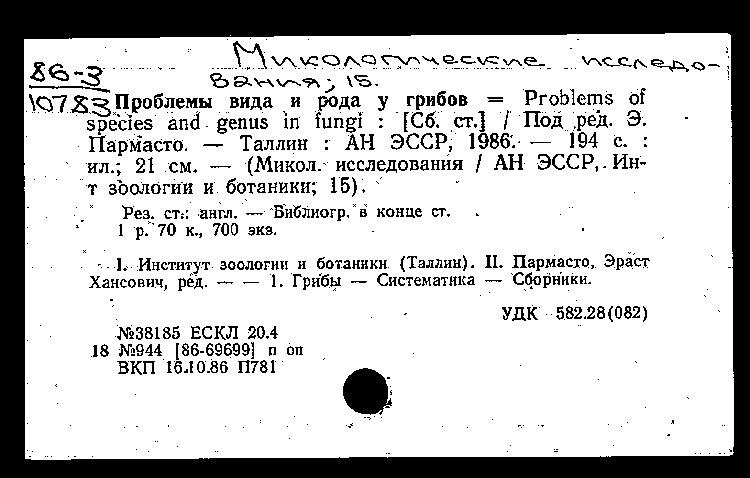 Микологические исследо-
86-3
вания; 15.
10783
Проблемы вида и рода у грибов = Problems of
species and genus in fungi : [Сб. ст.] / Под ред. Э.
Пармасто. — Таллин : АН ЭССР, 1986. — 194 с. :
ил.; 21 см. — (Микол. исследования / АН ЭССР, Ин-
т зоологии и ботаники; 15).
Рез. ст.: англ. — Библиогр. в конце ст.
1 р. 70 к., 700 экз.
I. Институт зоологии и ботаники (Таллин). II. Пармасто, Эраст
Хансович, ред. — — 1. Грибы — Систематика — Сборники.
УДК 582.28(082)
№38185 ЕСКЛ 20.4
18 №944 [86-69699] п оп
ВКП 16.10.86 П781